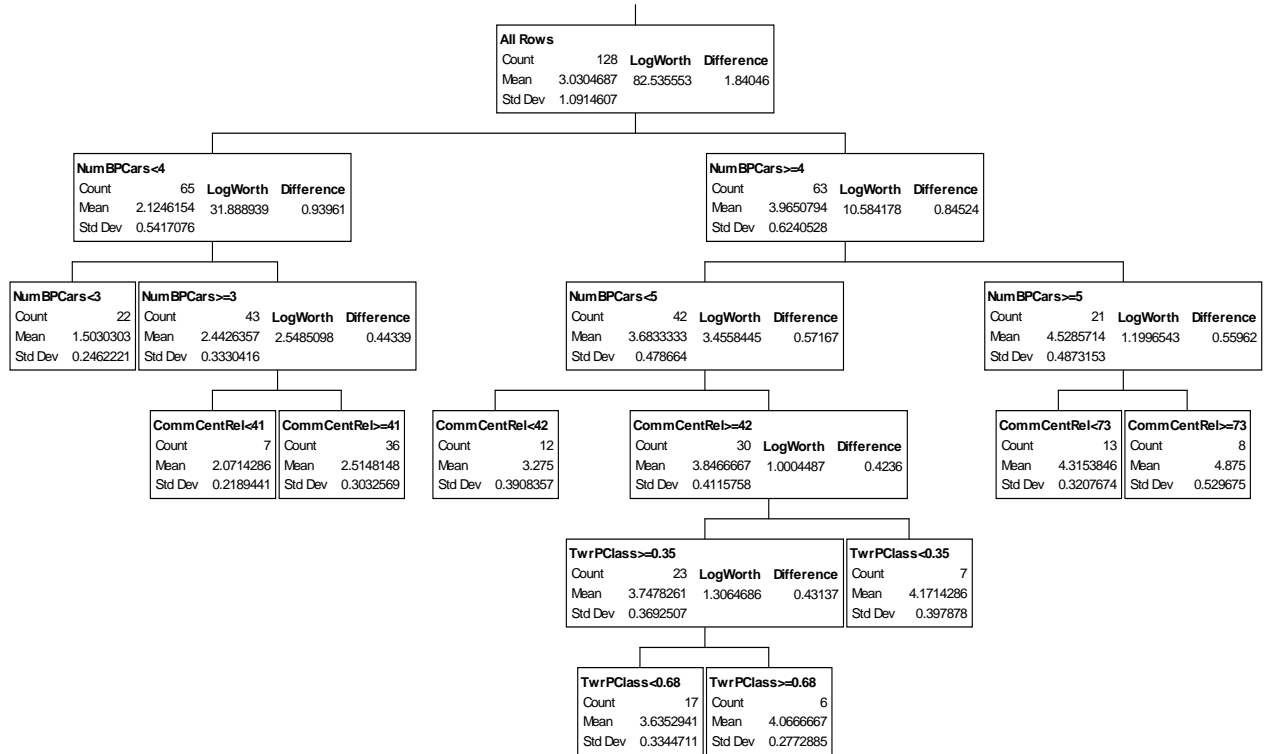 All Rows
Count 128 LogWorth Difference
Mean 3.0304687 82.535553 1.84046
Std Dev 1.0914607
NumBPCars<4
Count 65 LogWorth Difference
Mean 2.1246154 31.888939 0.93961
Std Dev 0.5417076
NumBPCars>=4
Count 63 LogWorth Difference
Mean 3.9650794 10.584178 0.84524
Std Dev 0.6240528
NumBPCars<3
Count 22
Mean 1.5030303
Std Dev 0.2462221
NumBPCars>=3
Count 43 LogWorth Difference
Mean 2.4426357 2.5485098 0.44339
Std Dev 0.3330416
NumBPCars<5
Count 42 LogWorth Difference
Mean 3.6833333 3.4558445 0.57167
Std Dev 0.478664
NumBPCars>=5
Count 21 LogWorth Difference
Mean 4.5285714 1.1996543 0.55962
Std Dev 0.4873153
CommCentRel<41
Count 7
Mean 2.0714286
Std Dev 0.2189441
CommCentRel>=41
Count 36
Mean 2.5148148
Std Dev 0.3032569
CommCentRel<42
Count 12
Mean 3.275
Std Dev 0.3908357
CommCentRel>=42
Count 30 LogWorth Difference
Mean 3.8466667 1.0004487 0.4236
Std Dev 0.4115758
CommCentRel<73
Count 13
Mean 4.3153846
Std Dev 0.3207674
CommCentRel>=73
Count 8
Mean 4.875
Std Dev 0.529675
TwrPClass>=0.35
Count 23 LogWorth Difference
Mean 3.7478261 1.3064686 0.43137
Std Dev 0.3692507
TwrPClass<0.35
Count 7
Mean 4.1714286
Std Dev 0.397878
TwrPClass<0.68
Count 17
Mean 3.6352941
Std Dev 0.3344711
TwrPClass>=0.68
Count 6
Mean 4.0666667
Std Dev 0.2772885